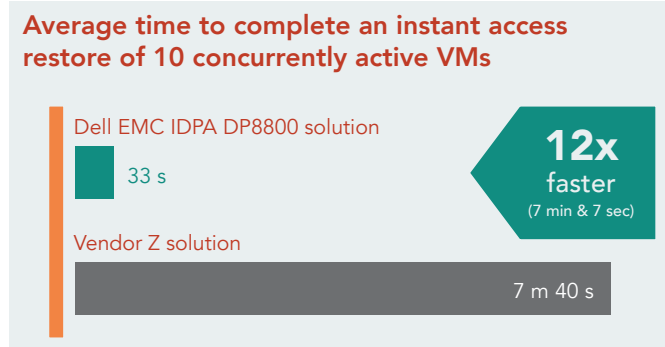 Average time to complete an instant access
restore of 10 concurrently active VMs
Dell EMC IDPA DP8800 solution
33 s
12x
faster
(7 min & 7 sec)
Vendor Z solution
7 m 40 s